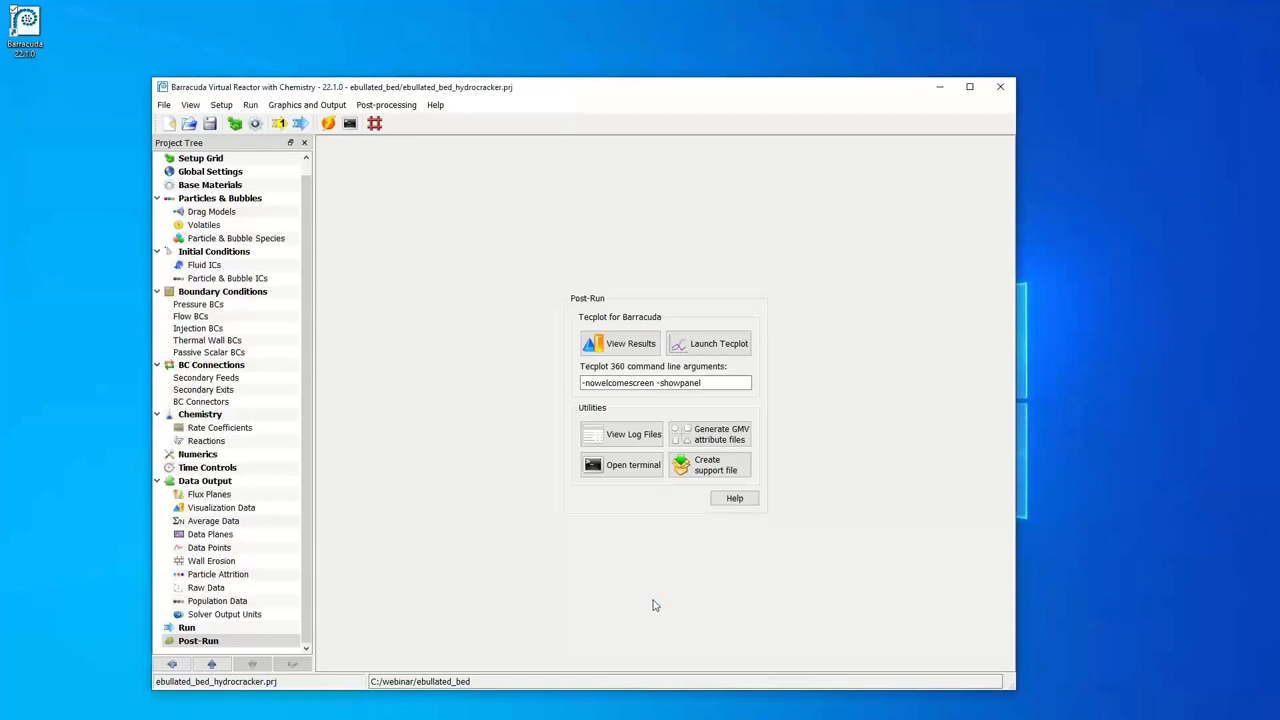 Barracuda
22.1.0
Barracuda Virtual Reactor with Chemistry - 22.1.0 - ebullated_bed/ebullated_bed_hydrocracker.prj
File View Setup Run Graphics and Output Post-processing Help
1
Project Tree
Setup Grid
Global Settings
Base Materials
Particles & Bubbles
Drag Models
Volatiles
Particle & Bubble Species
Initial Conditions
Fluid ICs
Particle & Bubble ICs
Boundary Conditions
Pressure BCs
Flow BCs
Injection BCs
Thermal Wall BCs
Passive Scalar BCs
BC Connections
Secondary Feeds
Secondary Exits
BC Connectors
Chemistry
Rate Coefficients
Reactions
Numerics
Time Controls
Data Output
Flux Planes
Visualization Data
Average Data
Data Planes
Data Points
Wall Erosion
Particle Attrition
Raw Data
Population Data
Solver Output Units
Run
Post-Run
Post-Run
Tecplot for Barracuda
View Results Launch Tecplot
Tecplot 360 command line arguments:
-nowelcomescreen -showpanel
Utilities
View Log Files Generate GMV
attribute files
Open terminal Create
support file
Help
ebullated_bed_hydrocracker.prj C:/webinar/ebullated_bed